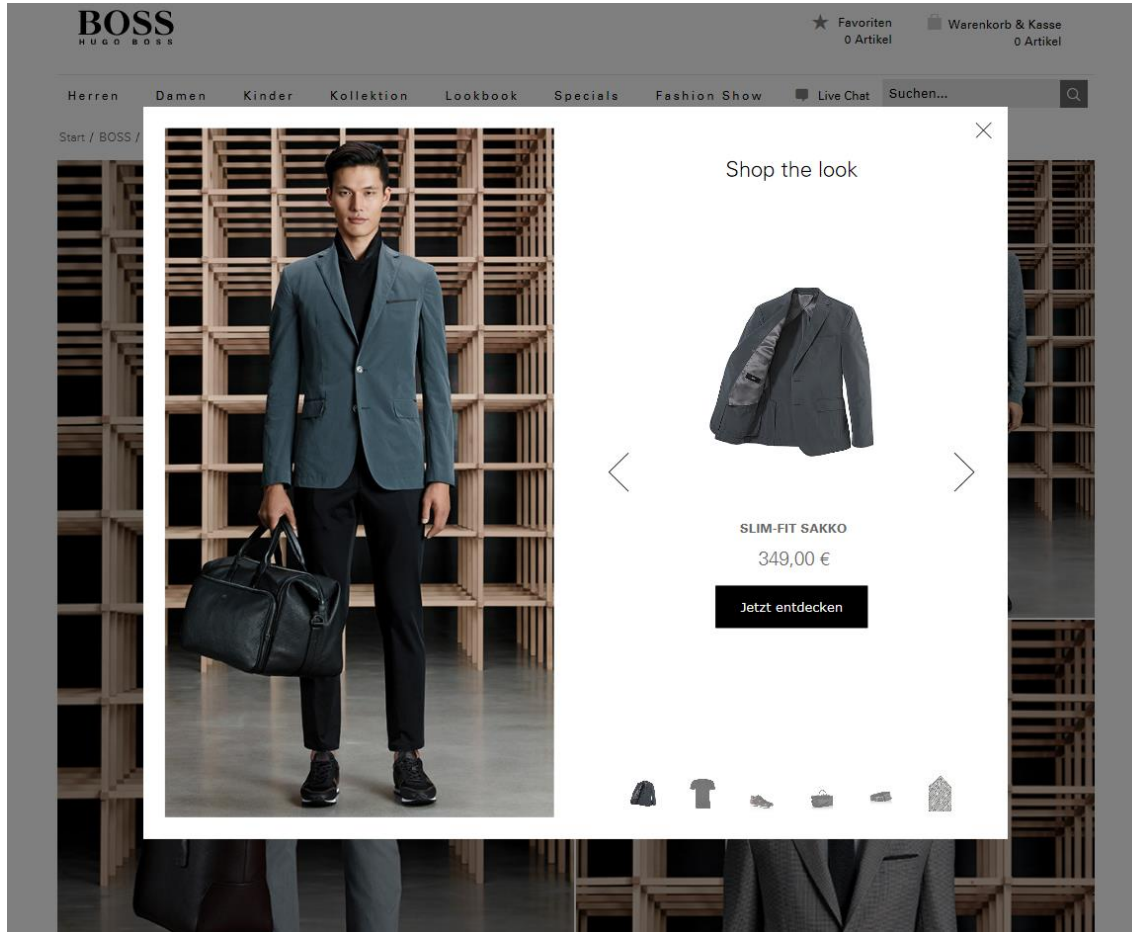 BOSS
HUGO BOSS
Favoriten
0 Artikel
Warenkorb & Kasse
0 Artikel
Herren Damen Kinder Kollektion Lookbook Specials Fashion Show Live Chat Suchen...
Start / BOSS /
Shop the look
SLIM-FIT SAKKO
349,00 €
Jetzt entdecken